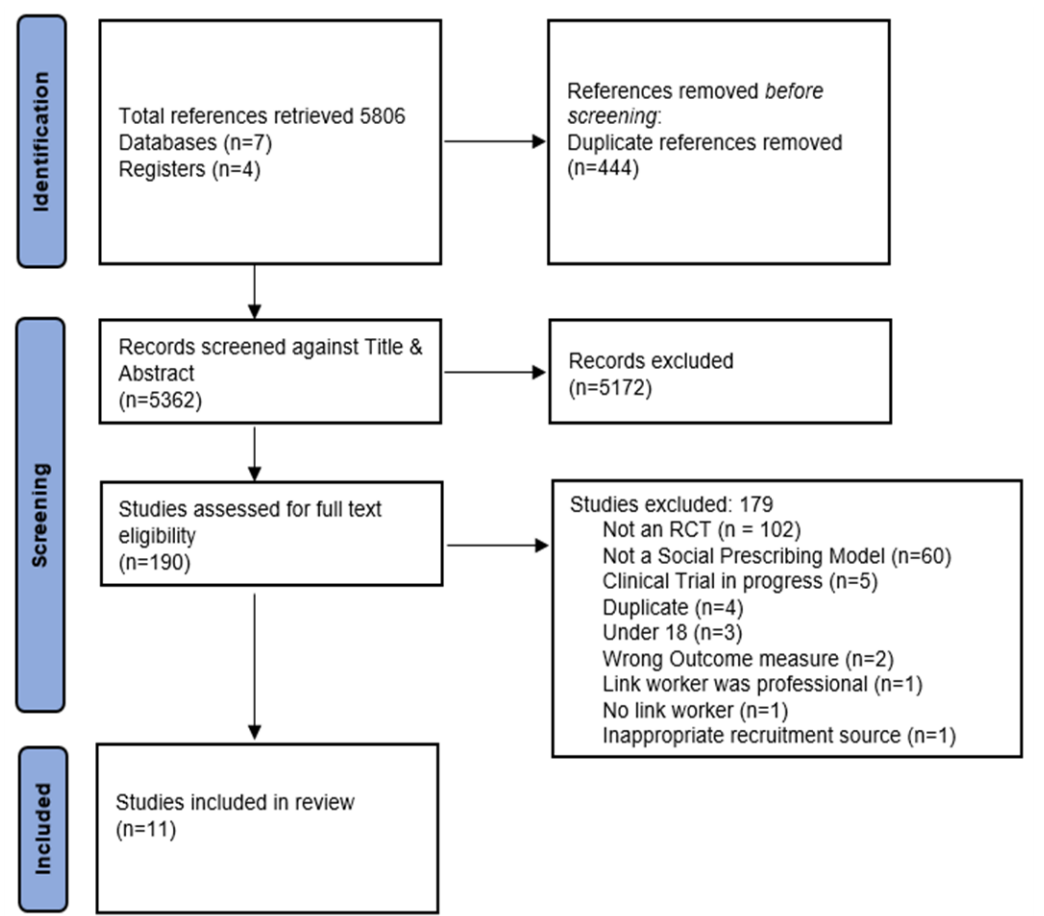 Identification
Total references retrieved 5806
Databases (n=7)
Registers (n=4)
References removed before
screening:
Duplicate references removed
(n=444)
Screening
Records screened against Title &
Abstract
(n=5362)
Records excluded
(n=5172)
Studies assessed for full text
eligibility
(n=190)
Studies excluded: 179
Not an RCT (n = 102)
Not a Social Prescribing Model (n=60)
Clinical Trial in progress (n=5)
Duplicate (n=4)
Under 18 (n=3)
Wrong Outcome measure (n=2)
Link worker was professional (n=1)
No link worker (n=1)
Inappropriate recruitment source (n=1)
Included
Studies included in review
(n=11)